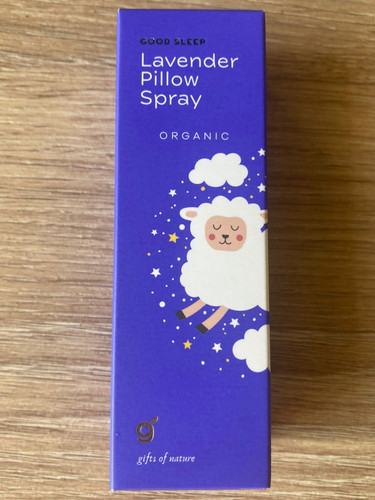 GOOD SLEEP
Lavender
Pillow
Spray
ORGANIC
g
gifts of nature